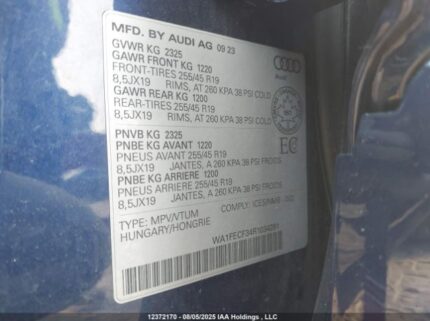 MFD. BY AUDI AG 09 23
GVWR KG 2325
GAWR FRONT KG 1220
FRONT-TIRES 255/45 R19
8,5JX19 RIMS, AT 260 KPA 38 PSI COLD
GAWR REAR KG 1200
REAR-TIRES 255/45 R19
8,5JX19 RIMS, AT 260 KPA 38 PSI COLD
Audi
PNVB KG 2325
PNBE KG AVANT 1220
PNEUS AVANT 255/45 R19
8,5JX19 JANTES, A 260 KPA 38 PSI FROIDS
PNBE KG ARRIERE 1200
PNEUS ARRIERE 255/45 R19
8,5JX19 JANTES, A 260 KPA 38 PSI FROIDS
EC
TYPE: MPV/VTUM
HUNGARY/HONGRIE
COMPLY:
12372170 - 08/05/2025 IAA Holdings, LLC